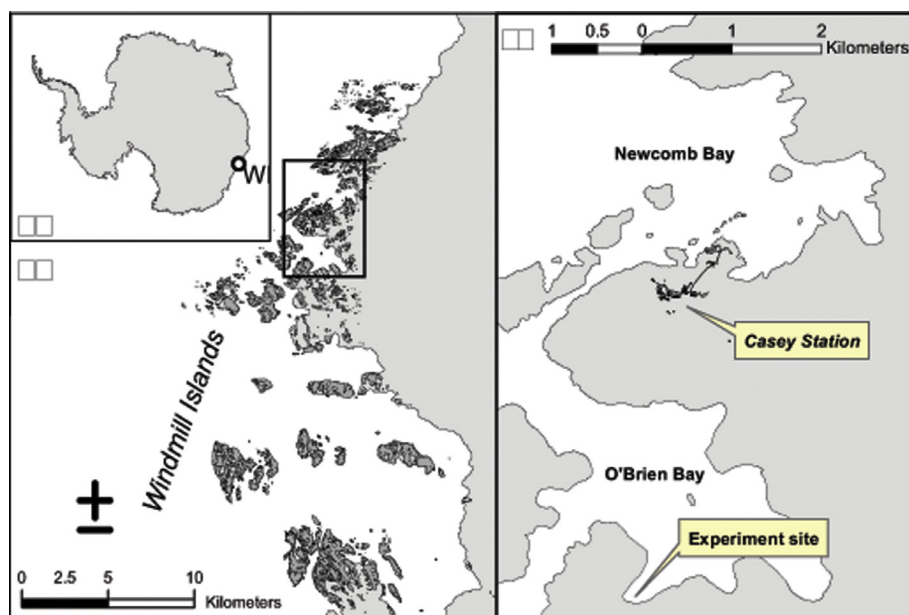 WI
Windmill Islands
±
0 2.5 5 10
Kilometers
1 0.5 0 1 2
Kilometers
Newcomb Bay
Casey Station
O'Brien Bay
Experiment site